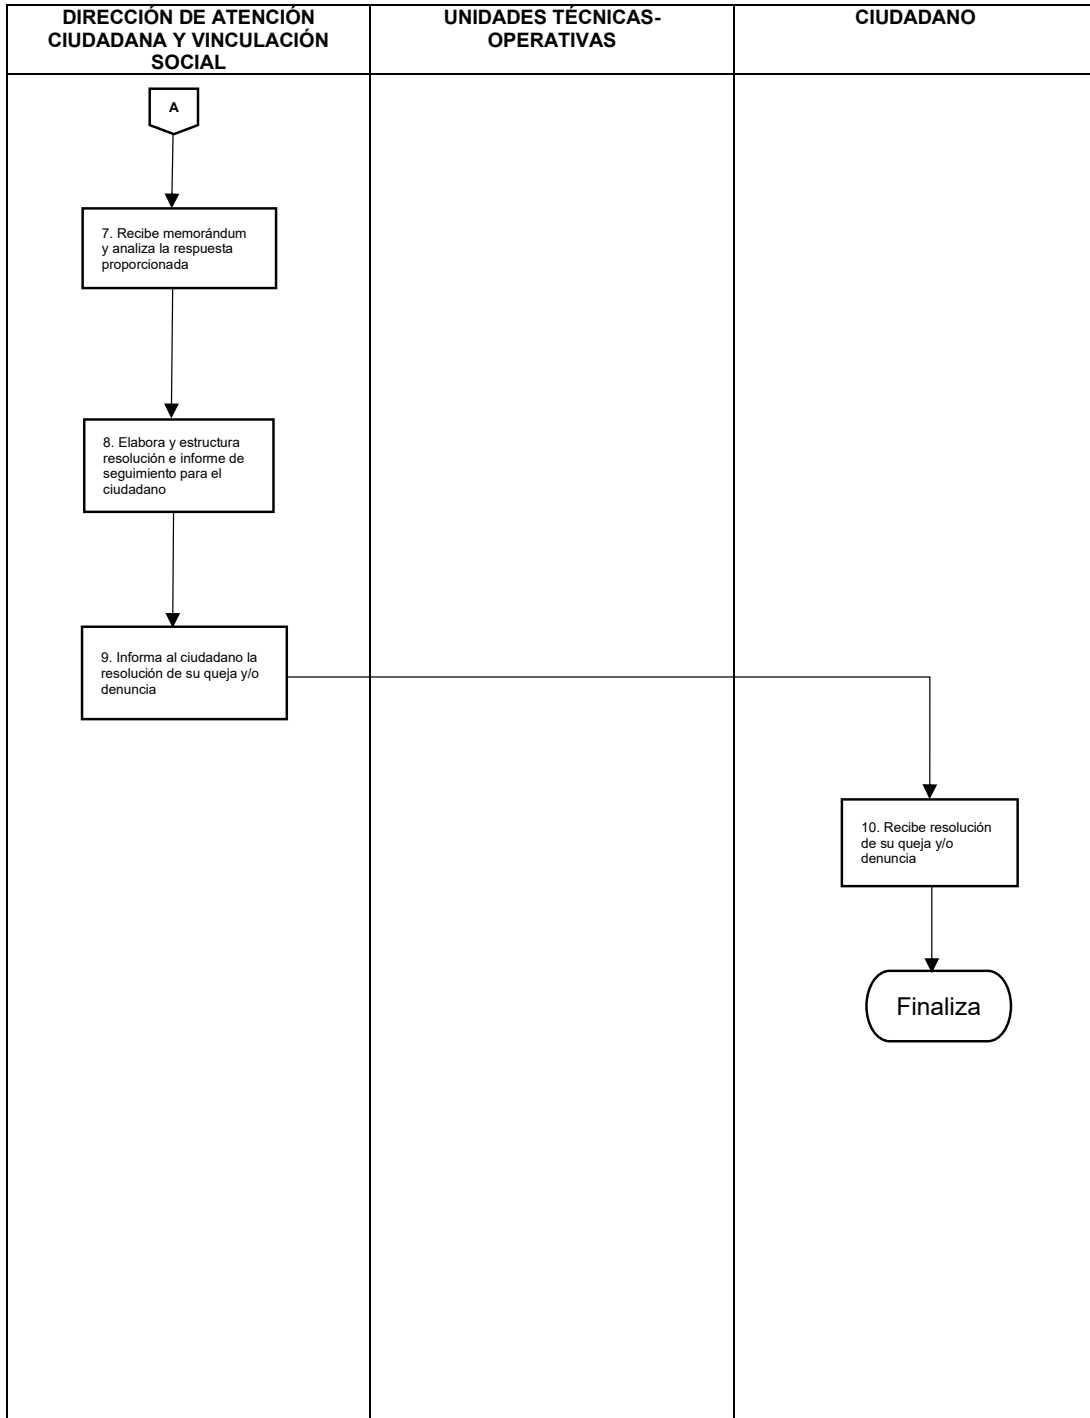 DIRECCIÓN DE ATENCIÓN
CIUDADANA Y VINCULACIÓN
SOCIAL
UNIDADES TÉCNICAS-
OPERATIVAS
CIUDADANO
A
7. Recibe memorándum
y analiza la respuesta
proporcionada
8. Elabora y estructura
resolución e informe de
seguimiento para el
ciudadano
9. Informa al ciudadano la
resolución de su queja y/o
denuncia
10. Recibe resolución
de su queja y/o
denuncia
Finaliza